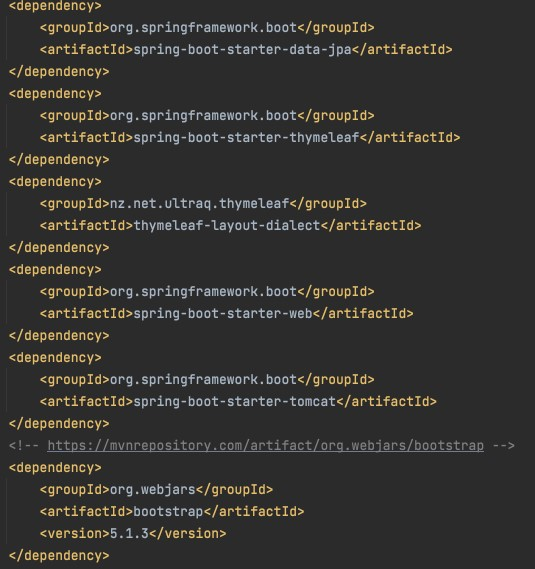 <dependency>
<groupId>org.springframework.boot</groupId>
<artifactId>spring-boot-starter-data-jpa</artifactId>
</dependency>
<dependency>
<groupId>org.springframework.boot</groupId>
<artifactId>spring-boot-starter-thymeleaf</artifactId>
</dependency>
<dependency>
<groupId>nz.net.ultraq.thymeleaf</groupId>
<artifactId>thymeleaf-layout-dialect</artifactId>
</dependency>
<dependency>
<groupId>org.springframework.boot</groupId>
<artifactId>spring-boot-starter-web</artifactId>
</dependency>
<dependency>
<groupId>org.springframework.boot</groupId>
<artifactId>spring-boot-starter-tomcat</artifactId>
</dependency>
<!-- https://mvnrepository.com/artifact/org.webjars/bootstrap -->
<dependency>
<groupId>org.webjars</groupId>
<artifactId>bootstrap</artifactId>
<version>5.1.3</version>
</dependency>